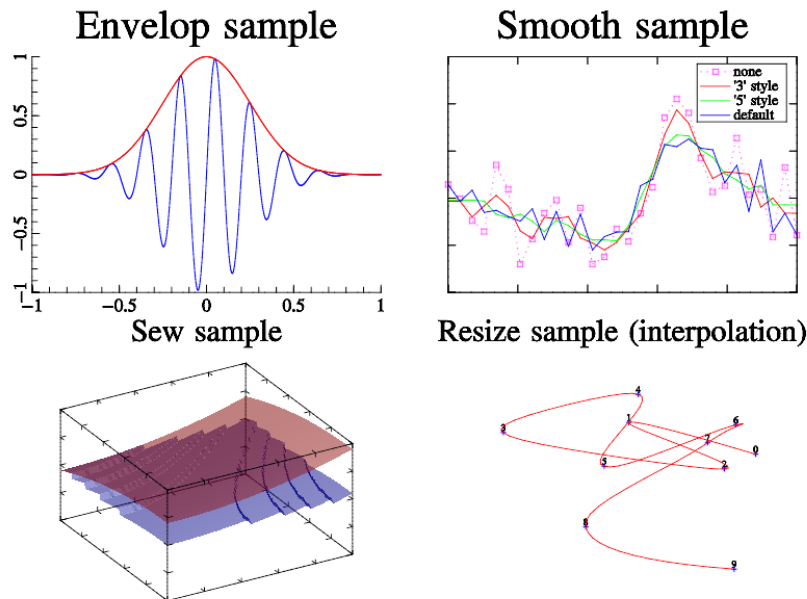 Envelop sample
1
0.5
0
−0.5
−1
−1
−0.5
0
0.5
1
Smooth sample
none
'3' style
'5' style
default
Sew sample
Resize sample (interpolation)
4
3
1
6
7
0
5
2
8
9